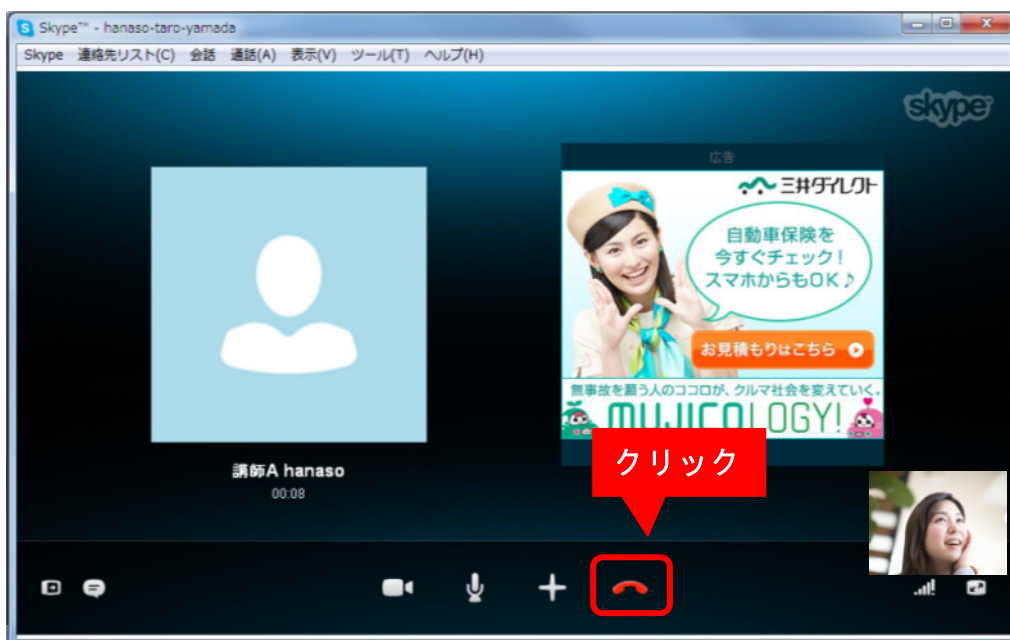 Skype™ - hanaso-taro-yamada
Skype 連絡先リスト(C) 会話 通話(A) 表示(V) ツール(T) ヘルプ(H)
skype
広告
三井ダイレクト
自動車保険を
今すぐチェック!
スマホからもOK♪
お見積もりはこちら
無事故を願う人のココロが、クルマ社会を変えていく。
MUJICOLOGY!
クリック
講師A hanaso
00:08